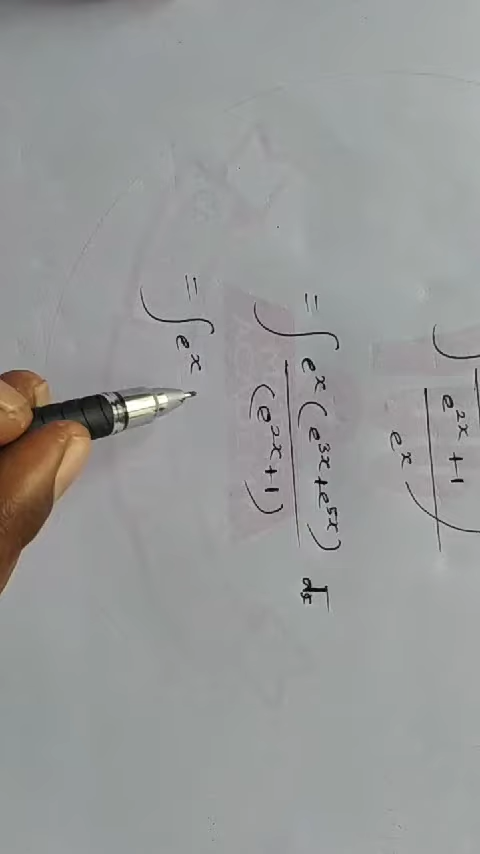 ∫ / (e^{2x} + 1 / e^x)
= ∫ e^x (e^{3x} + e^{5x}) / (e^{2x} + 1) dx
= ∫ e^x